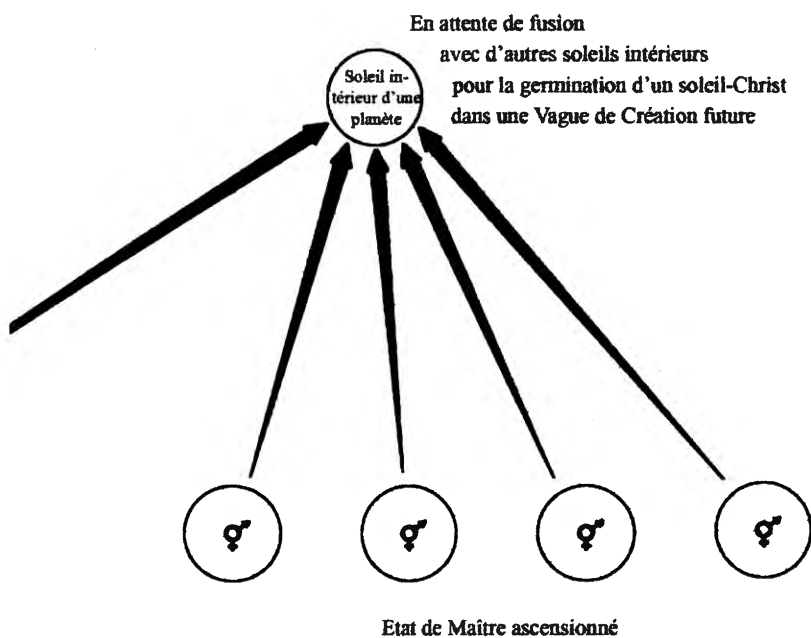 En attente de fusion
avec d'autres soleils intérieurs
pour la germination d'un soleil-Christ
dans une Vague de Création future
Soleil in-
térieur d'une
planète
Etat de Maître ascensionné